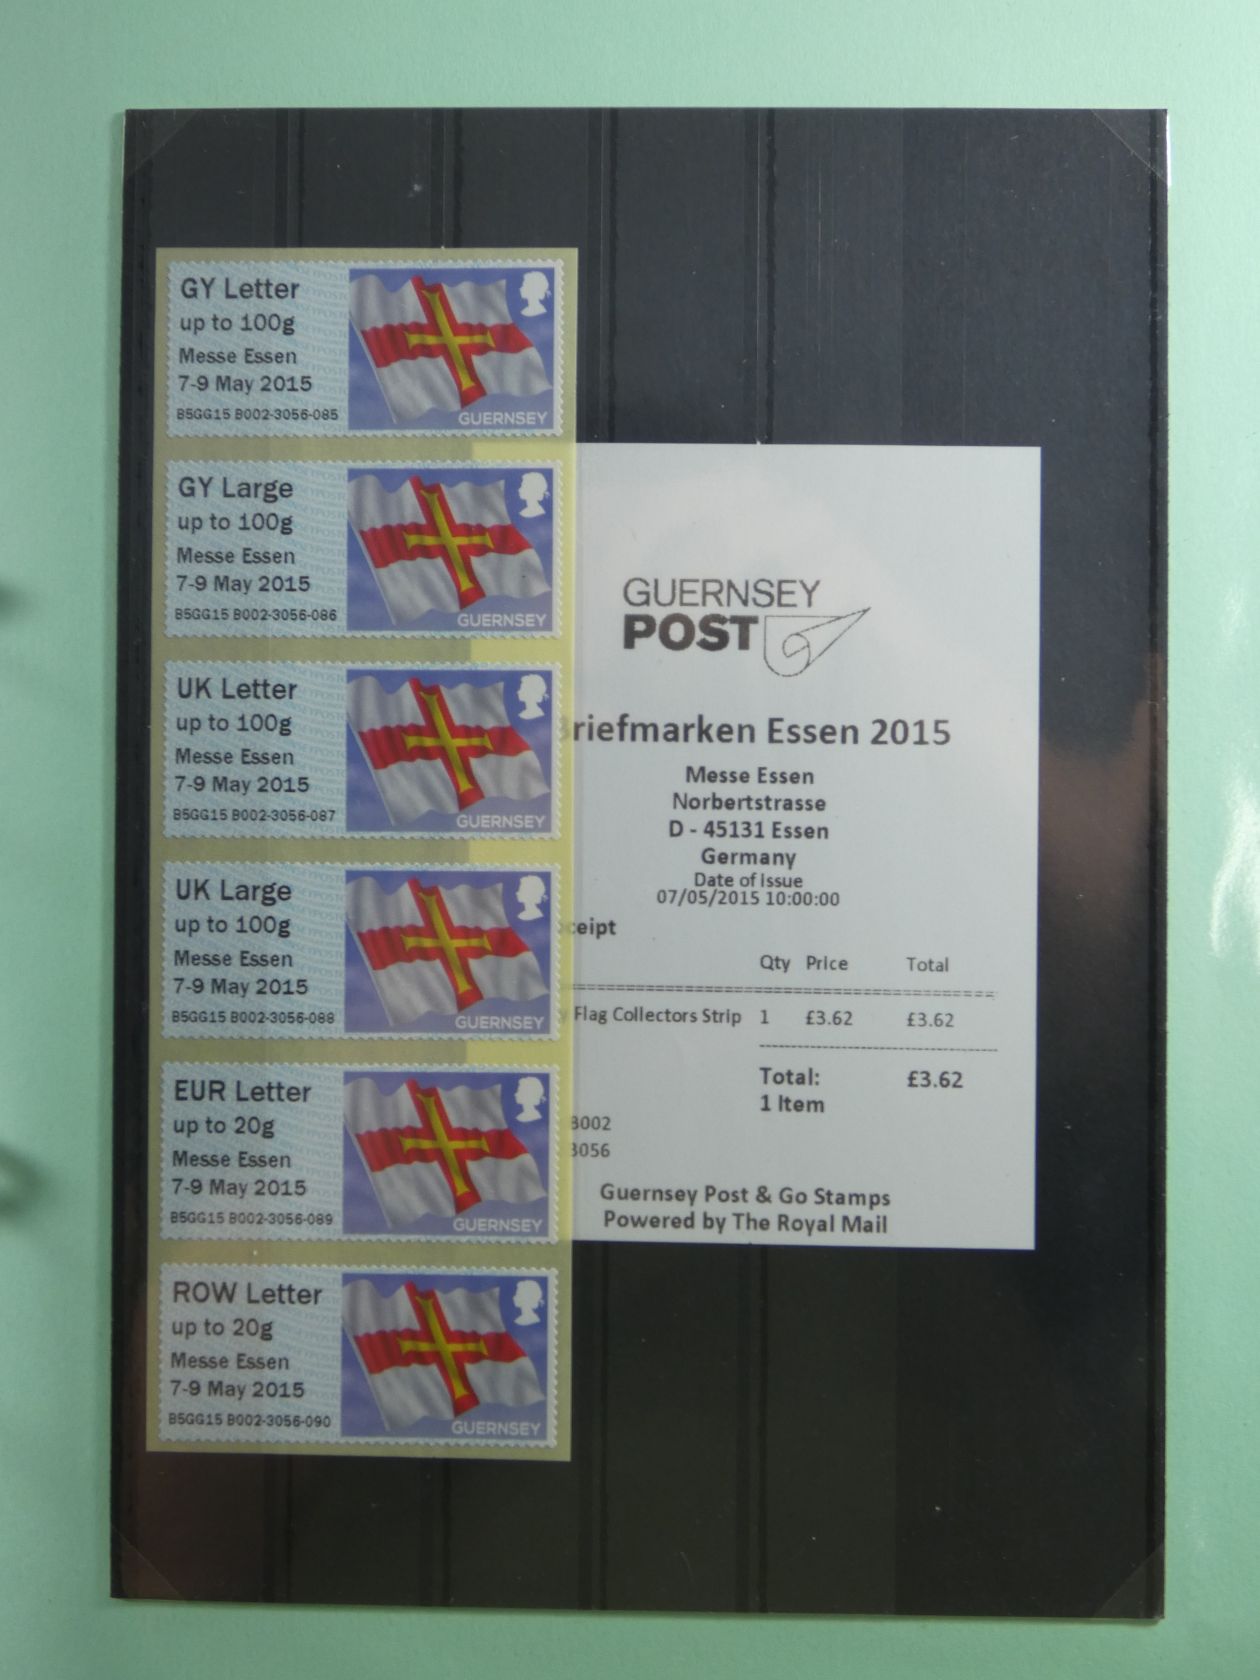 GY Letter
up to 100g
Messe Essen
7-9 May 2015
B5GG15 B002-3056-085
GUERNSEY
GY Large
up to 100g
Messe Essen
7-9 May 2015
B5GG15 B002-3056-086
GUERNSEY
UK Letter
up to 100g
Messe Essen
7-9 May 2015
B5GG15 B002-3056-087
GUERNSEY
UK Large
up to 100g
Messe Essen
7-9 May 2015
B5GG15 B002-3056-088
GUERNSEY
EUR Letter
up to 20g
Messe Essen
7-9 May 2015
B5GG15 B002-3056-089
GUERNSEY
ROW Letter
up to 20g
Messe Essen
7-9 May 2015
B5GG15 B002-3056-090
GUERNSEY
GUERNSEY
POST
Briefmarken Essen 2015
Messe Essen
Norbertstrasse
D - 45131 Essen
Germany
Date of Issue
07/05/2015 10:00:00
ceipt
Qty Price Total
y Flag Collectors Strip 1 £3.62 £3.62
Total: £3.62
1 Item
B002
3056
Guernsey Post & Go Stamps
Powered by The Royal Mail